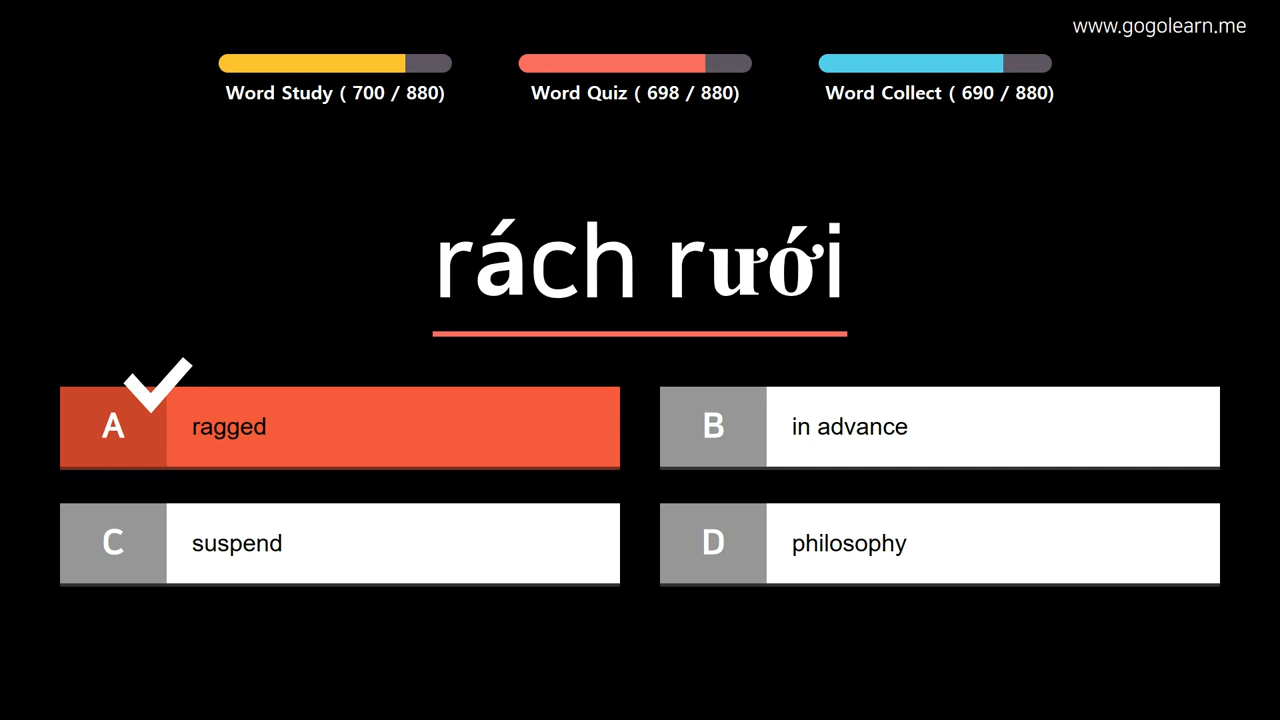 www.gogolearn.me
Word Study ( 700 / 880)
Word Quiz ( 698 / 880)
Word Collect ( 690 / 880)
rách rưới
A ragged
B in advance
C suspend
D philosophy